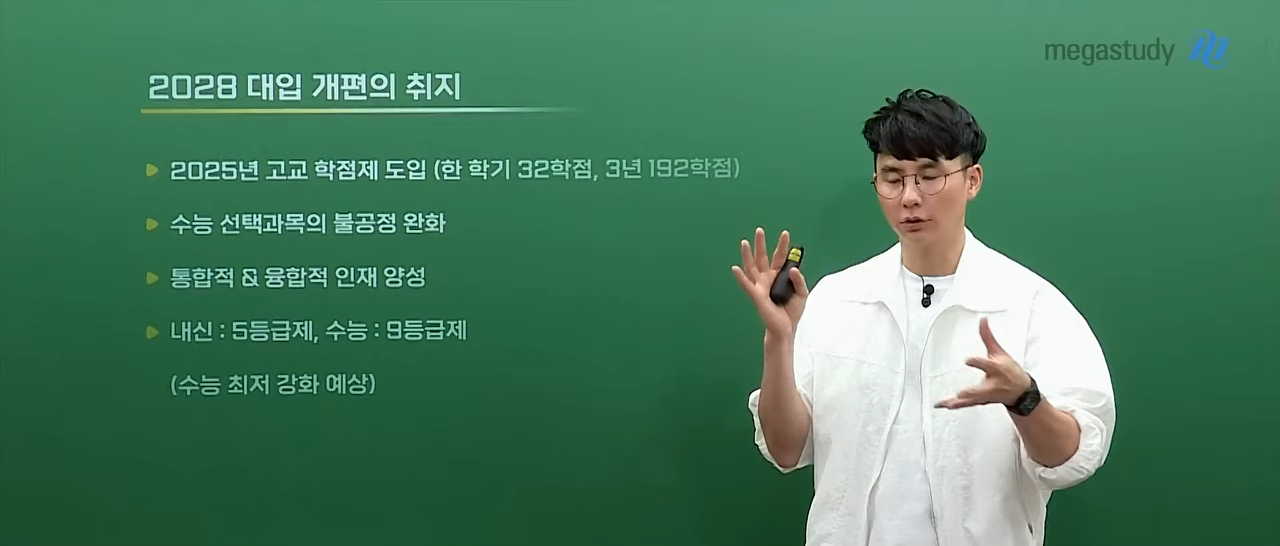 megastudy
2028 대입 개편의 취지
2025년 고교 학점제 도입 (한 학기 32학점, 3년 192학점)
수능 선택과목의 불공정 완화
통합적 & 융합적 인재 양성
내신 : 5등급제, 수능 : 9등급제
(수능 최저 강화 예상)